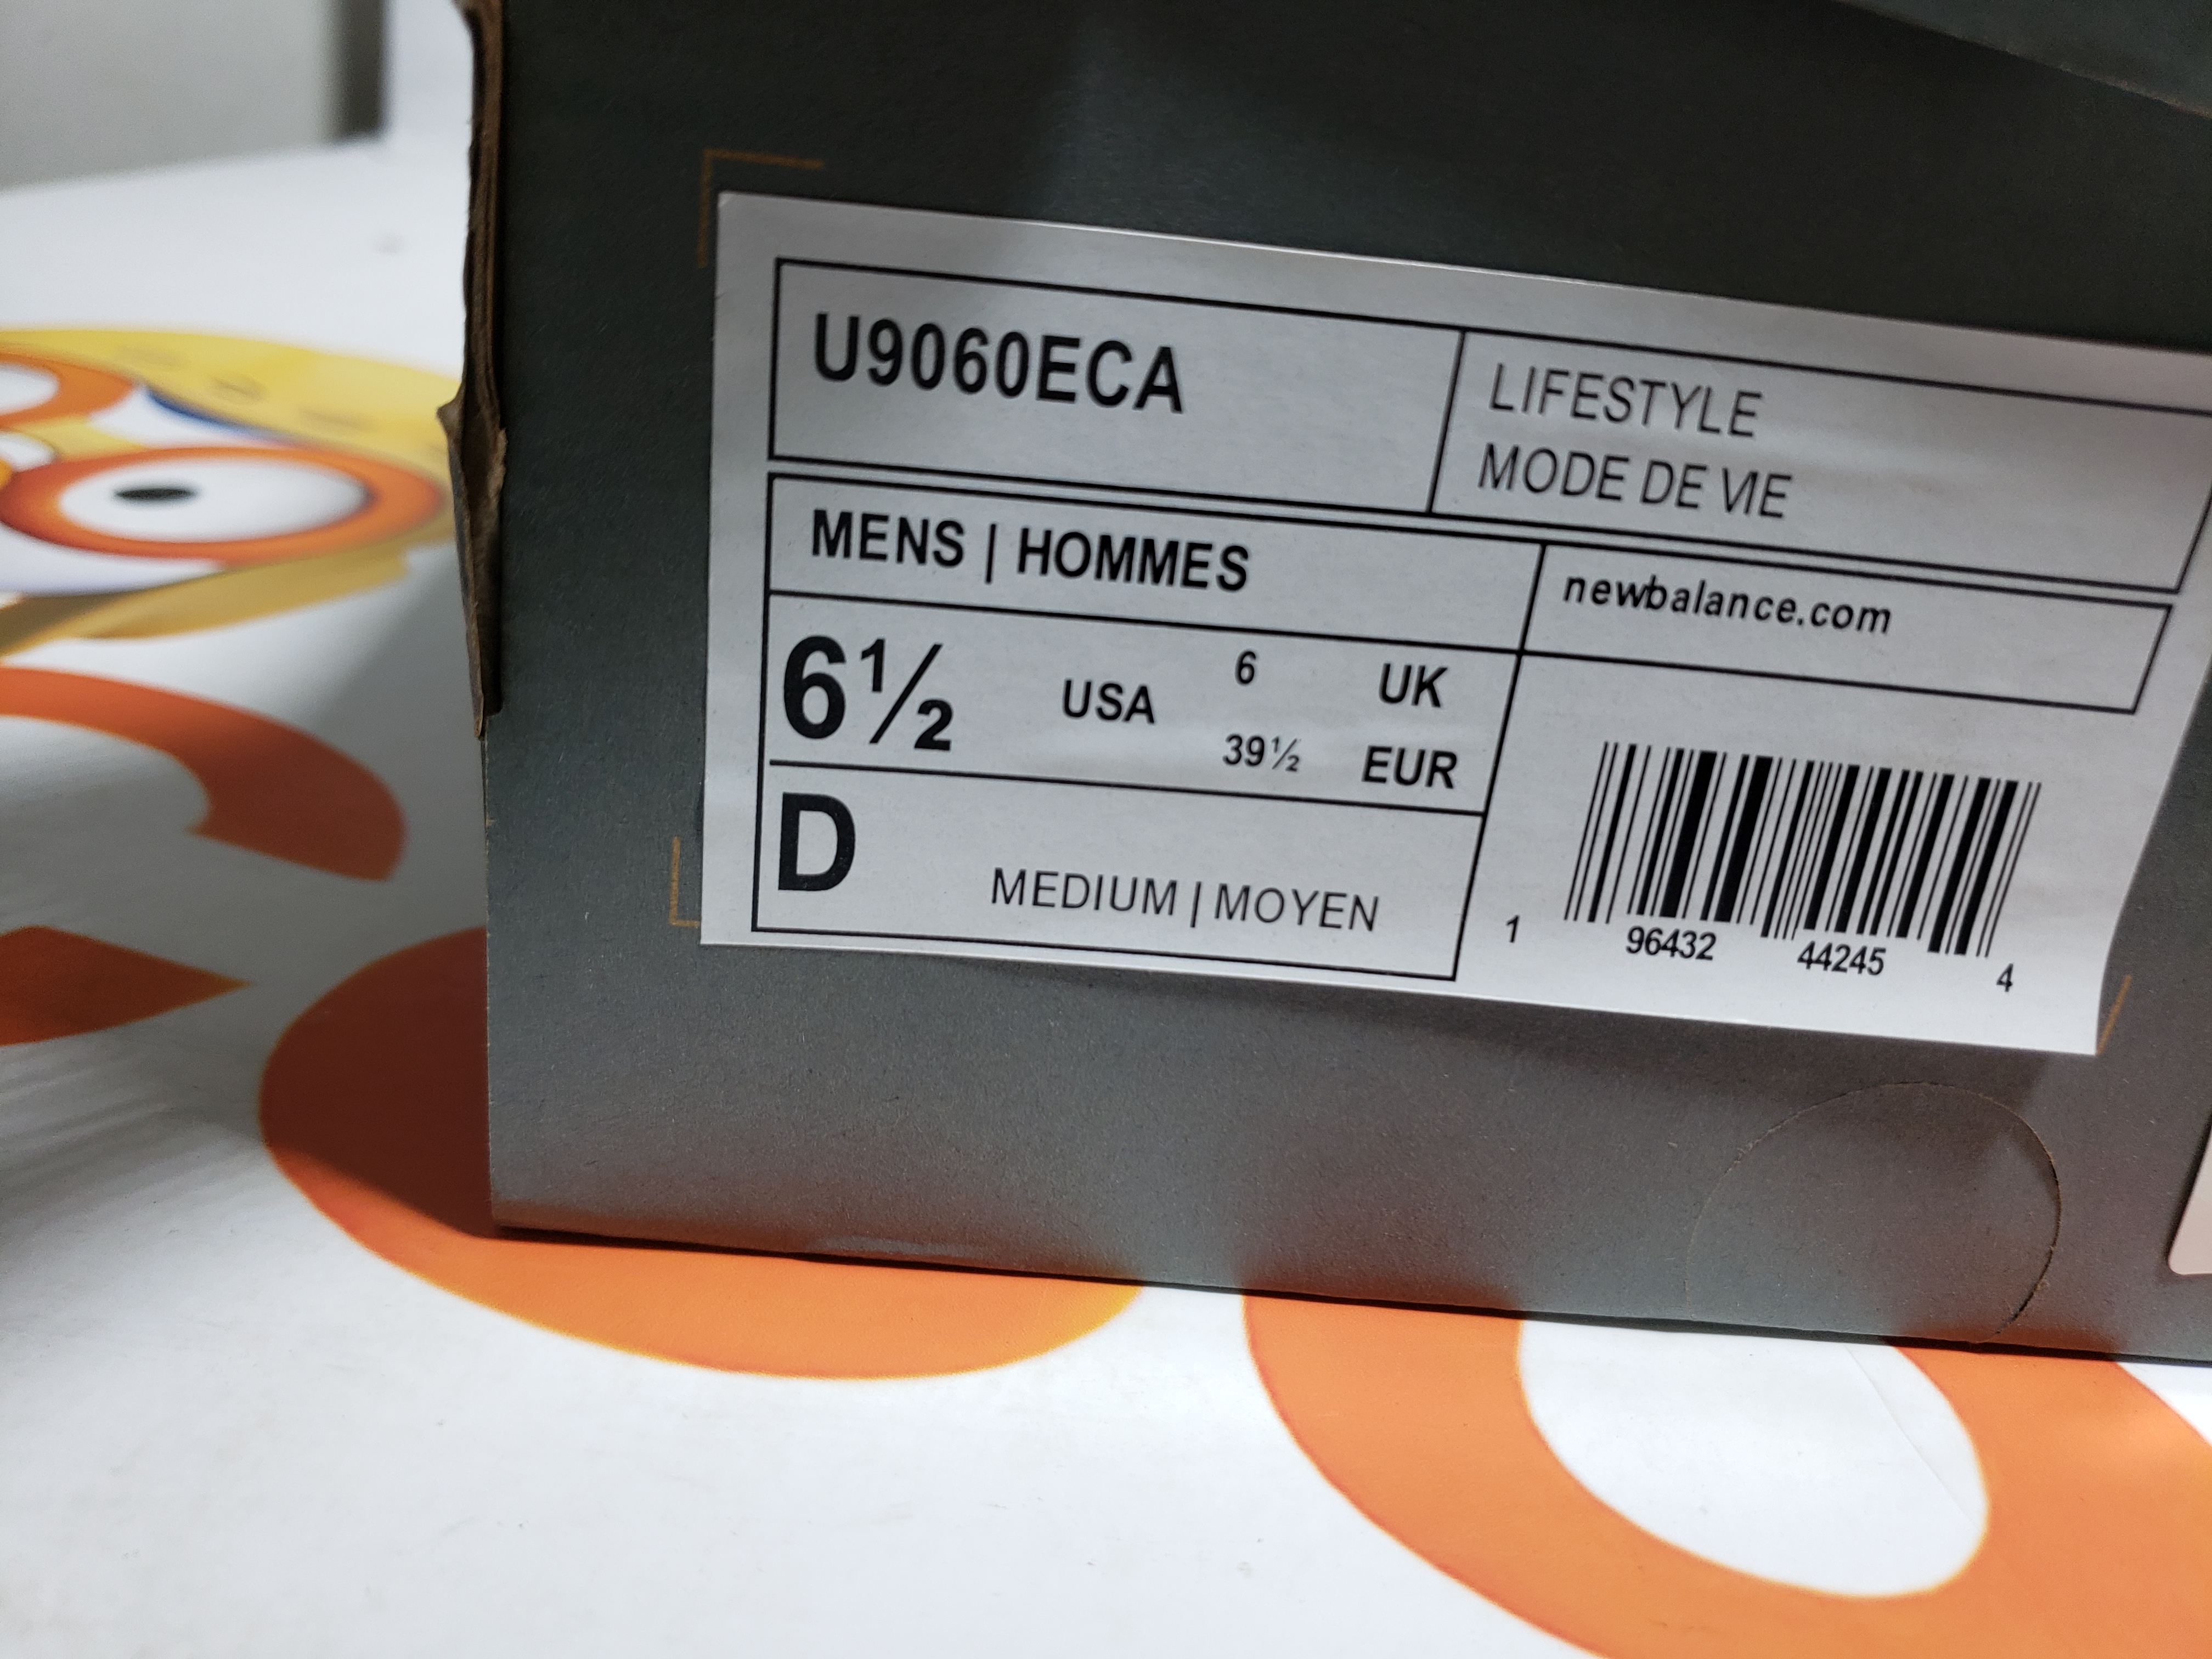 U9060ECA
LIFESTYLE
MODE DE VIE
MENS | HOMMES
newbalance.com
6½ USA 6 UK
39½ EUR
D MEDIUM | MOYEN
1 96432 44245 4